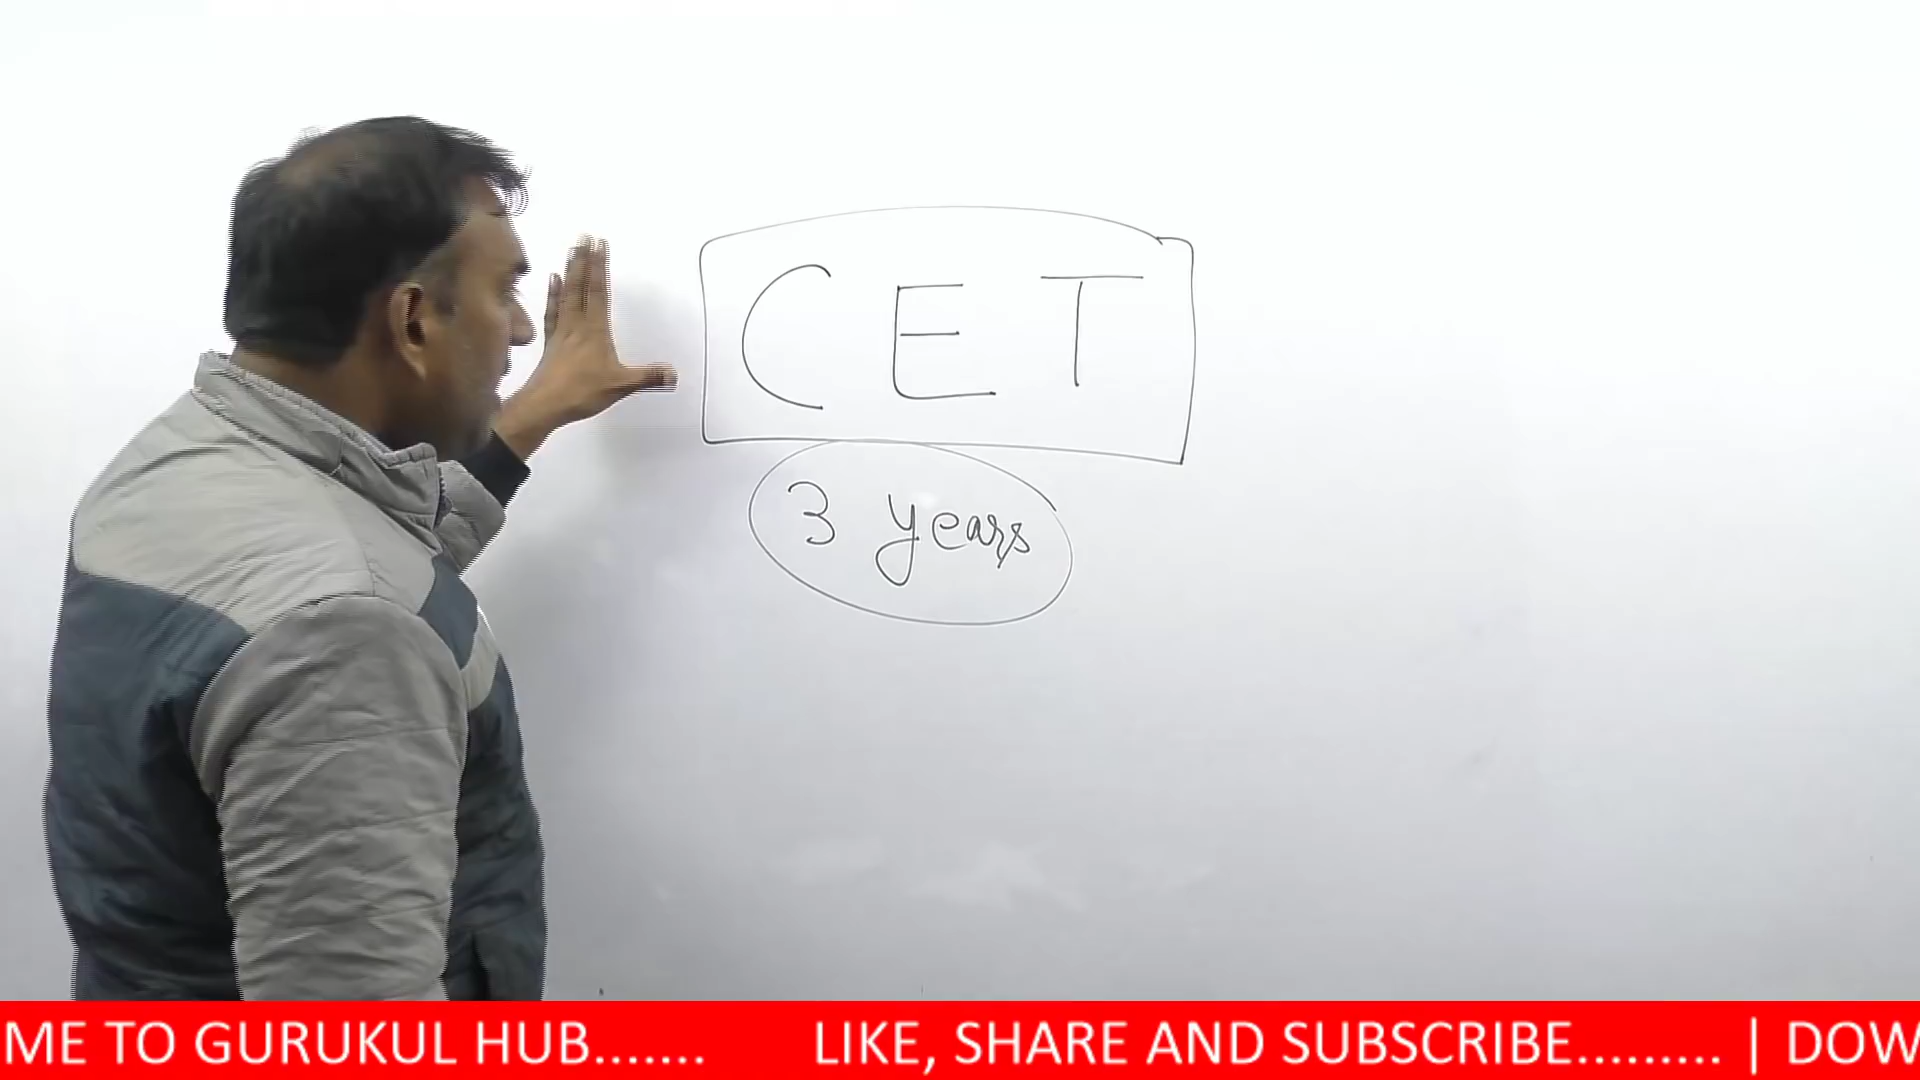 CET
3 years
ME TO GURUKUL HUB....... LIKE, SHARE AND SUBSCRIBE......... | DOW